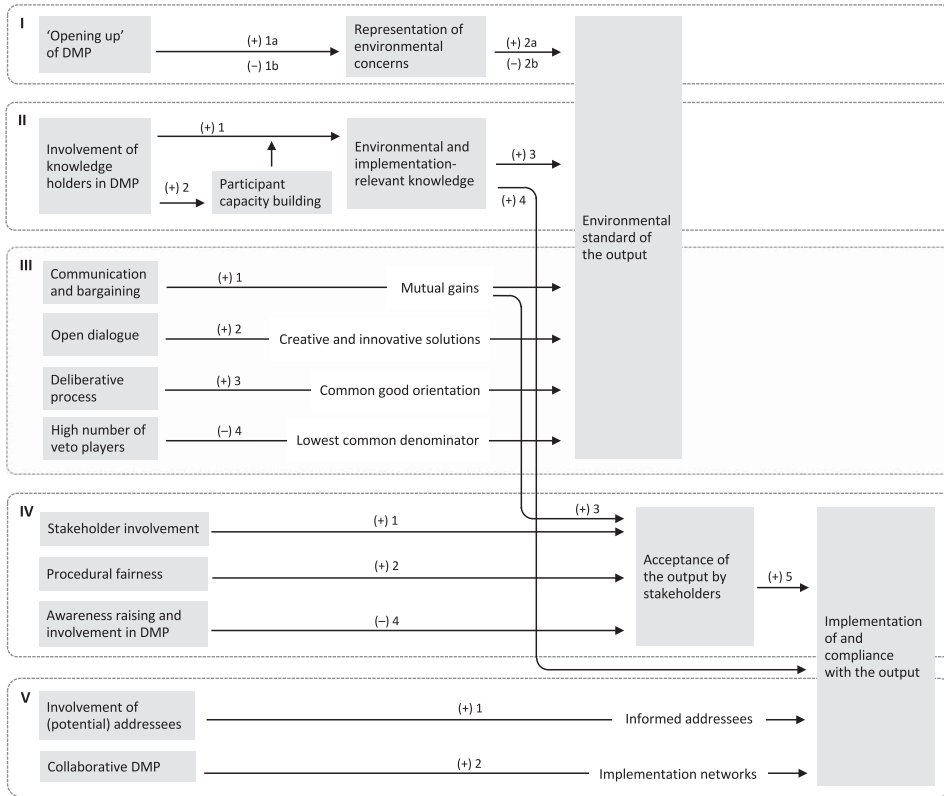 I
‘Opening up’
of DMP
(+) 1a
(–) 1b
Representation of
environmental
concerns
(+) 2a
(–) 2b
II
Involvement of
knowledge
holders in DMP
(+) 1
(+) 2
Participant
capacity building
Environmental and
implementation-
relevant knowledge
(+) 3
(+) 4
Environmental
standard of
the output
III
Communication
and bargaining
(+) 1
Mutual gains
Open dialogue
(+) 2
Creative and innovative solutions
Deliberative
process
(+) 3
Common good orientation
High number of
veto players
(–) 4
Lowest common denominator
IV
Stakeholder involvement
(+) 1
(+) 3
Procedural fairness
(+) 2
Awareness raising and
involvement in DMP
(–) 4
Acceptance of
the output by
stakeholders
(+) 5
Implementation
of and
compliance
with the output
V
Involvement of
(potential) addressees
(+) 1
Informed addressees
Collaborative DMP
(+) 2
Implementation networks